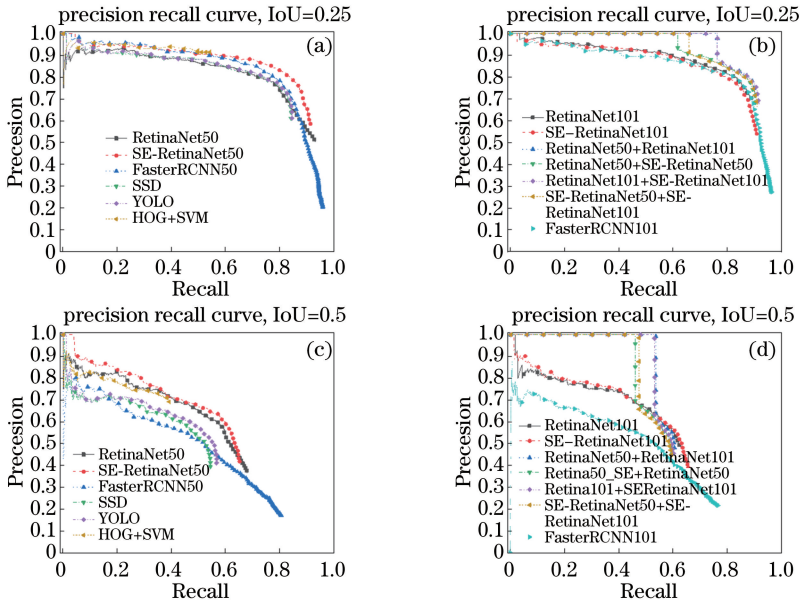 precision recall curve, IoU=0.25
(a)
1.0
0.9
0.8
0.7
0.6
0.5
0.4
0.3
0.2
0.1
0
Precesion
RetinaNet50
SE-RetinaNet50
FasterRCNN50
SSD
YOLO
HOG+SVM
0 0.2 0.4 0.6 0.8 1.0
Recall
precision recall curve, IoU=0.25
(b)
1.0
0.9
0.8
0.7
0.6
0.5
0.4
0.3
0.2
0.1
0
Precesion
RetinaNet101
SE-RetinaNet101
RetinaNet50+RetinaNet101
RetinaNet50+SE-RetinaNet50
RetinaNet101+SE-RetinaNet101
SE-RetinaNet50+SE-
RetinaNet101
FasterRCNN101
0 0.2 0.4 0.6 0.8 1.0
Recall
precision recall curve, IoU=0.5
(c)
1.0
0.9
0.8
0.7
0.6
0.5
0.4
0.3
0.2
0.1
0
Precesion
RetinaNet50
SE-RetinaNet50
FasterRCNN50
SSD
YOLO
HOG+SVM
0 0.2 0.4 0.6 0.8 1.0
Recall
precision recall curve, IoU=0.5
(d)
1.0
0.9
0.8
0.7
0.6
0.5
0.4
0.3
0.2
0.1
0
Precesion
RetinaNet101
SE-RetinaNet101
RetinaNet50+RetinaNet101
Retina50_SE+RetinaNet50
Retina101+SERetinaNet101
SE-RetinaNet50+SE-
RetinaNet101
FasterRCNN101
0 0.2 0.4 0.6 0.8 1.0
Recall